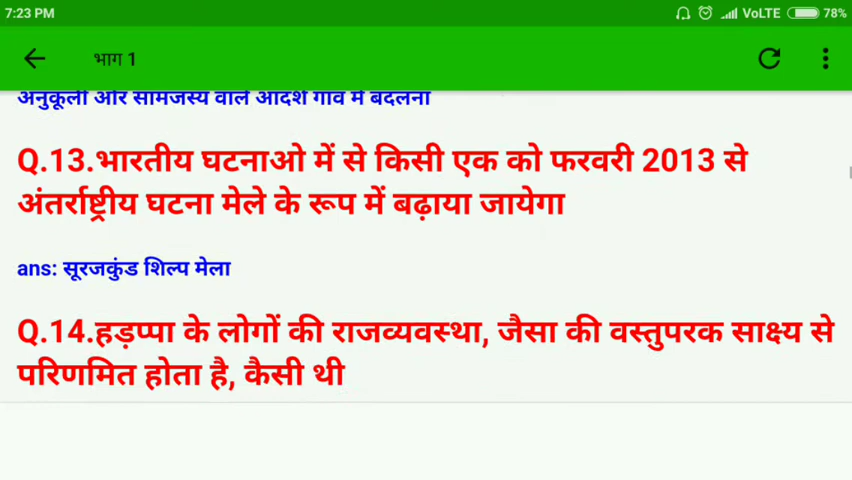 7:23 PM VoLTE 78%
भाग 1
अनुकूली और सामंजस्य वाले आदर्श गांव में बदलना
Q.13.भारतीय घटनाओ में से किसी एक को फरवरी 2013 से
अंतर्राष्ट्रीय घटना मेले के रूप में बढ़ाया जायेगा
ans: सूरजकुंड शिल्प मेला
Q.14.हड़प्पा के लोगों की राजव्यवस्था, जैसा की वस्तुपरक साक्ष्य से
परिणमित होता है, कैसी थी